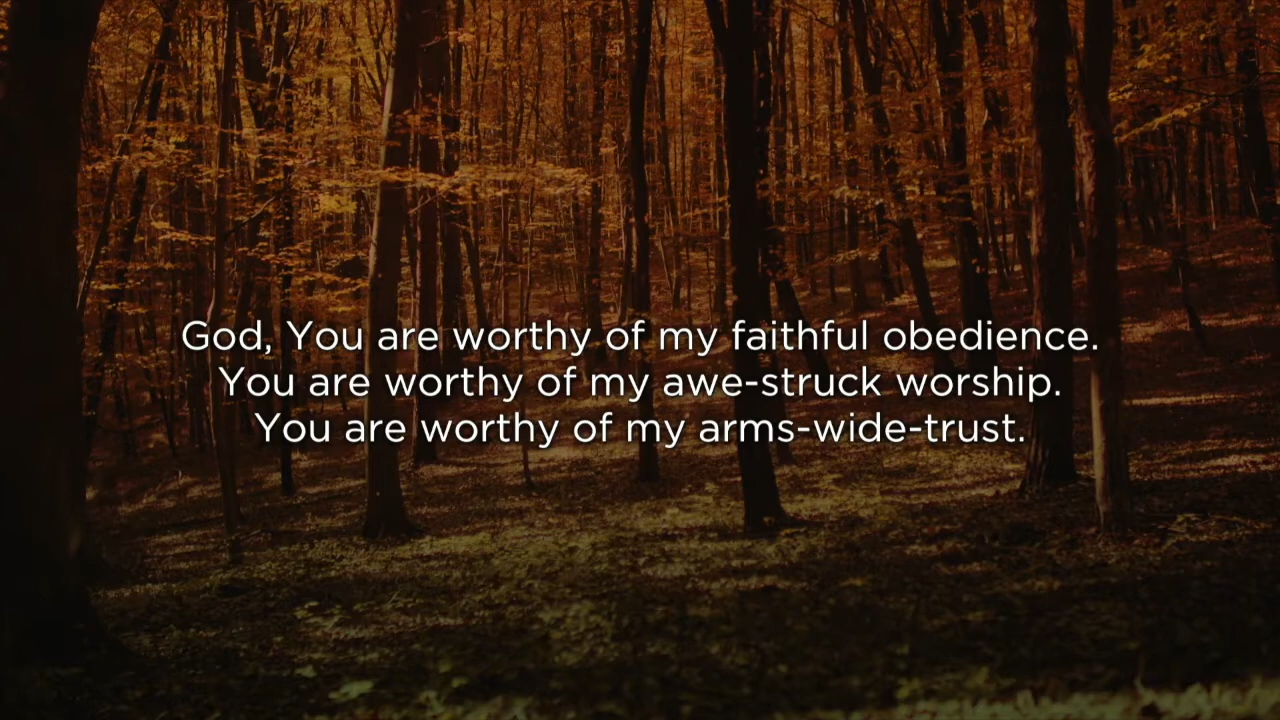 God, You are worthy of my faithful obedience.
You are worthy of my awe-struck worship.
You are worthy of my arms-wide-trust.